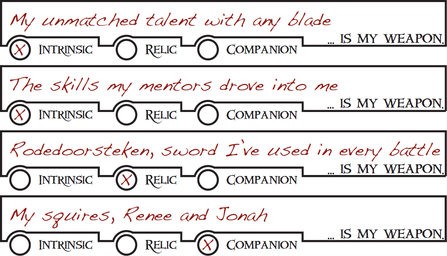 My unmatched talent with any blade
X INTRINSIC RELIC COMPANION ... IS MY WEAPON.
The skills my mentors drove into me
X INTRINSIC RELIC COMPANION ... IS MY WEAPON.
Rodedoorsteken, sword I've used in every battle
INTRINSIC X RELIC COMPANION ... IS MY WEAPON.
My squires, Renee and Jonah
INTRINSIC RELIC X COMPANION ... IS MY WEAPON.